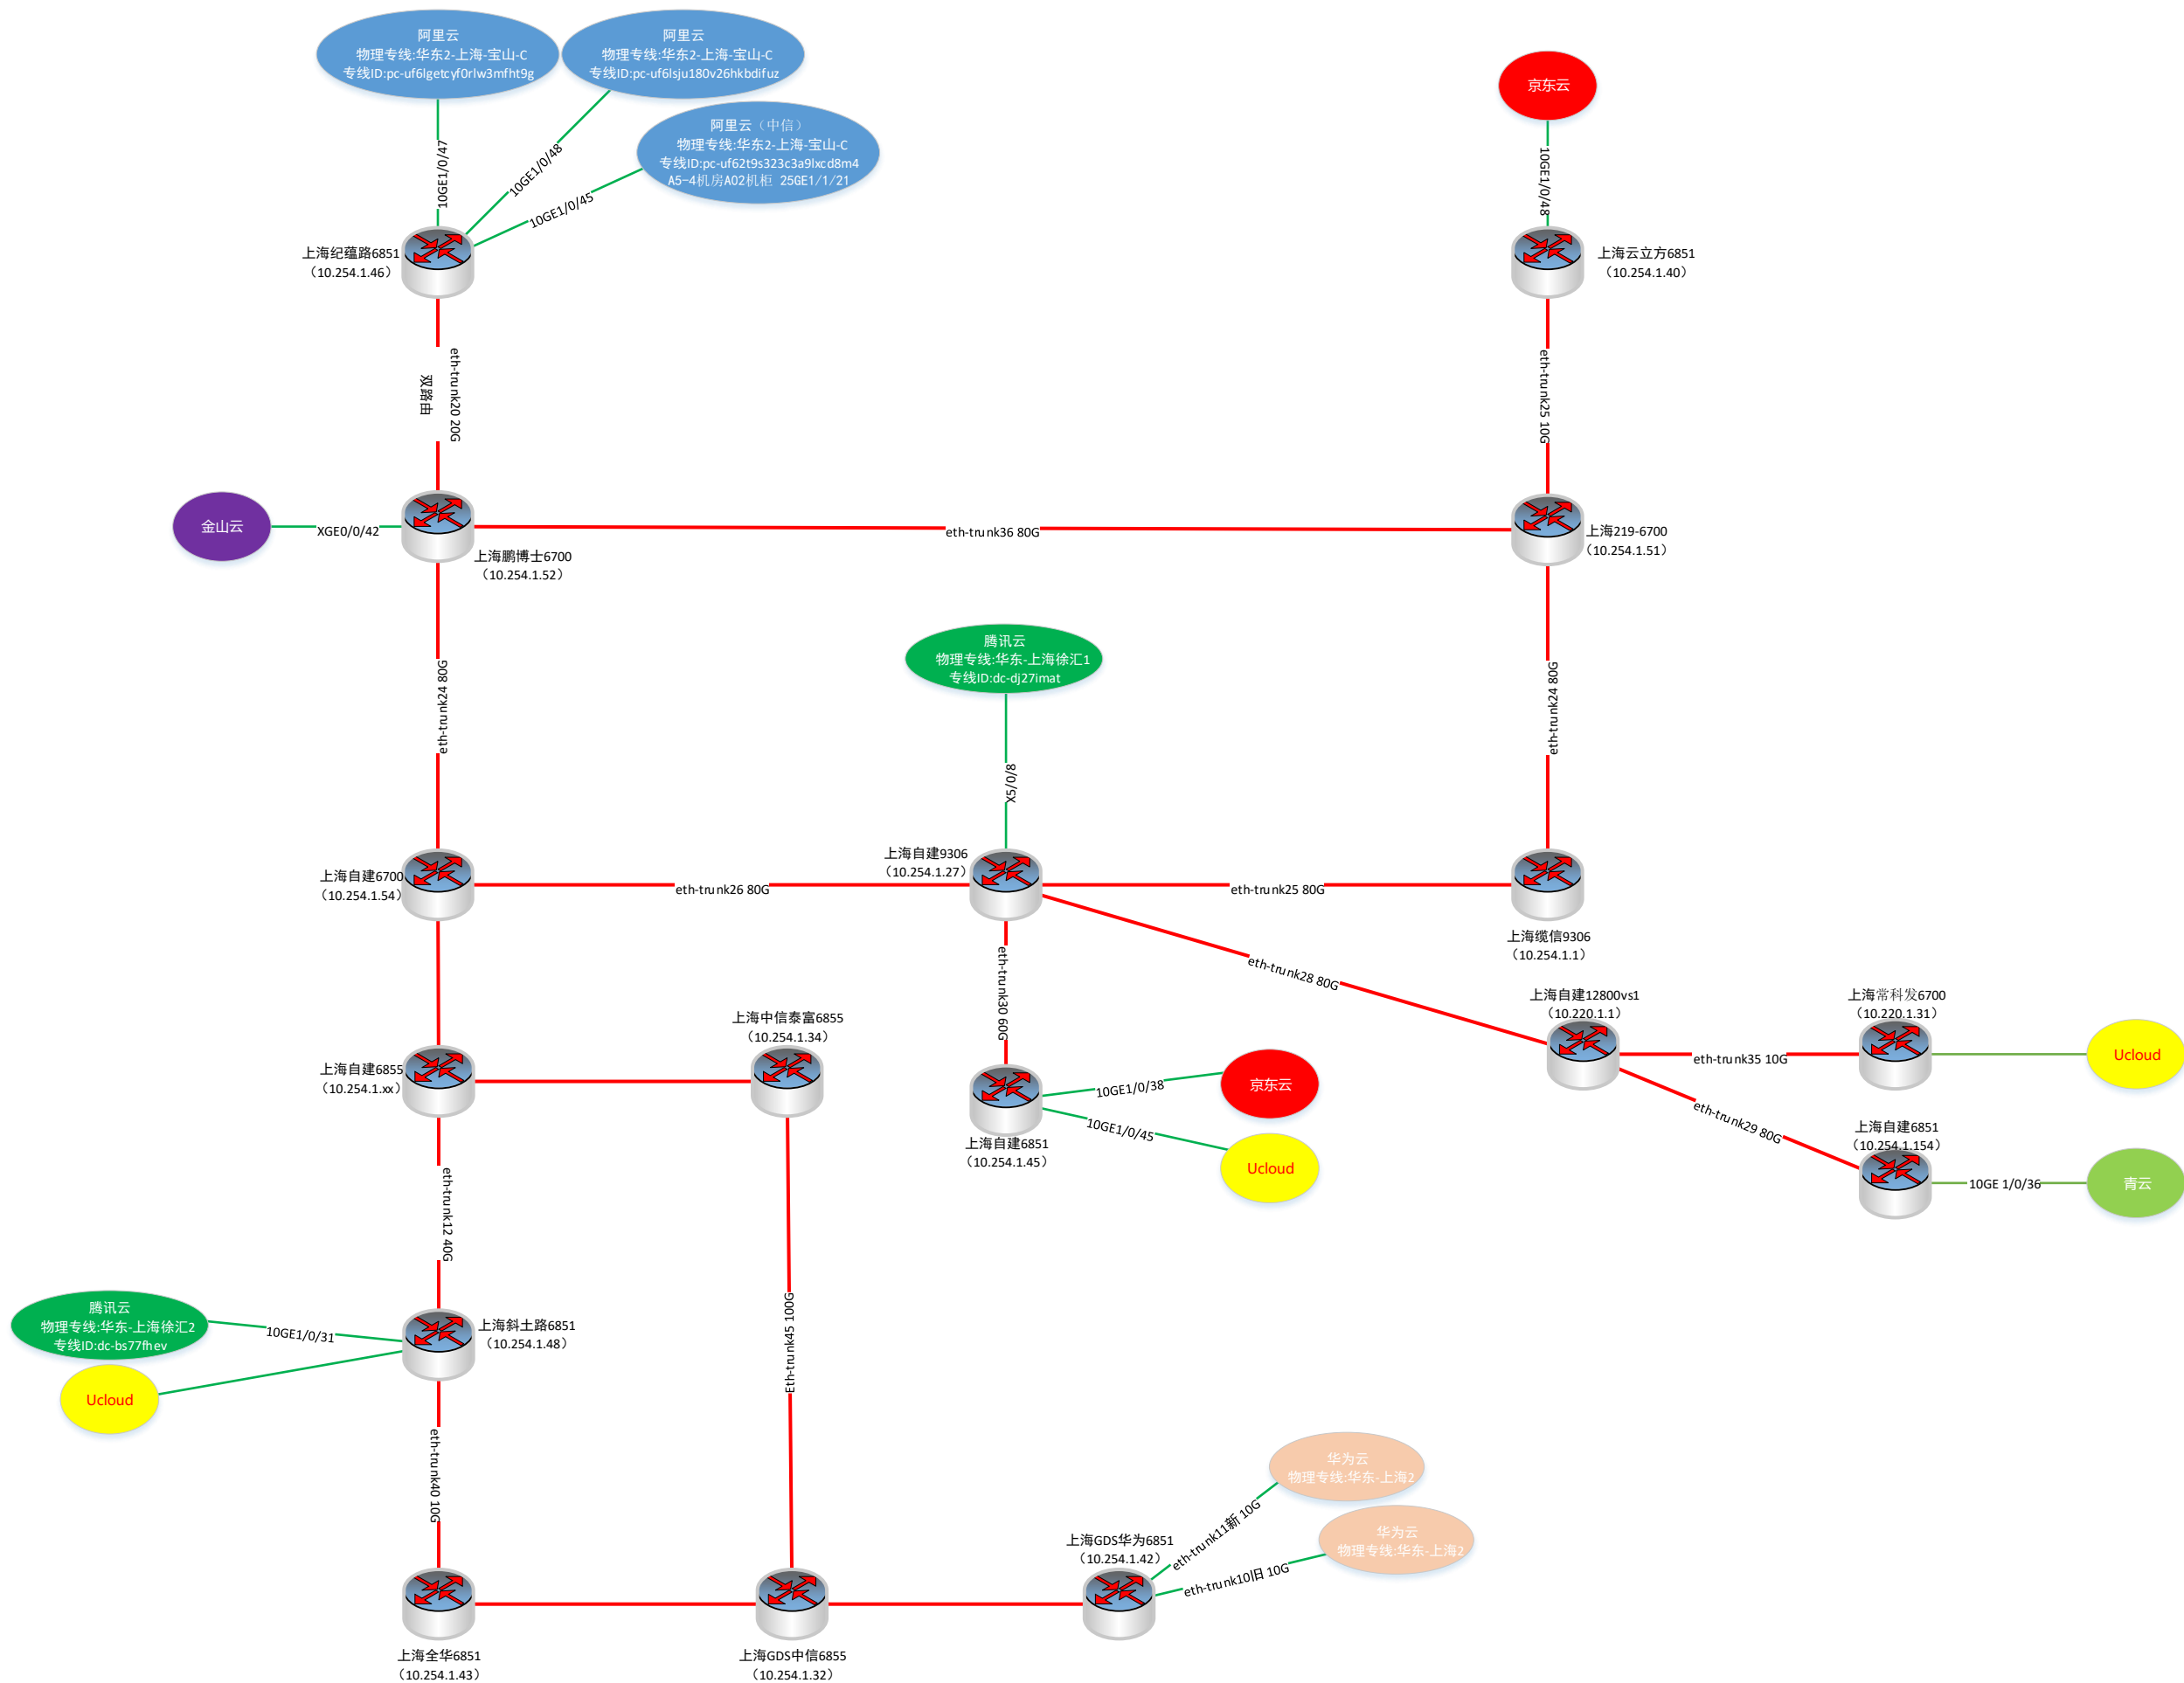 阿里云
物理专线:华东2-上海-宝山-C
专线ID:pc-uf6lgetcyf0rlw3mfht9g
阿里云
物理专线:华东2-上海-宝山-C
专线ID:pc-uf6lsju180v26hkbdifuz
阿里云（中信）
物理专线:华东2-上海-宝山-C
专线ID:pc-uf62t9s323c3a9lxcd8m4
A5-4机房A02机柜 25GE1/1/21
京东云
10GE1/0/47
10GE1/0/48
10GE1/0/45
10GE1/0/48
上海纪蕴路6851
（10.254.1.46）
上海云立方6851
（10.254.1.40）
双路由
eth-trunk20 20G
eth-trunk25 10G
金山云
XGE0/0/42
上海鹏博士6700
（10.254.1.52）
eth-trunk36 80G
上海219-6700
（10.254.1.51）
腾讯云
物理专线:华东-上海徐汇1
专线ID:dc-dj27imat
eth-trunk24 80G
X5/0/8
eth-trunk24 80G
上海自建6700
（10.254.1.54）
eth-trunk26 80G
上海自建9306
（10.254.1.27）
eth-trunk25 80G
上海缆信9306
（10.254.1.1）
eth-trunk30 60G
eth-trunk28 80G
上海自建12800vs1
（10.220.1.1）
上海常科发6700
（10.220.1.31）
eth-trunk35 10G
Ucloud
上海自建6855
（10.254.1.xx）
上海中信泰富6855
（10.254.1.34）
上海自建6851
（10.254.1.45）
10GE1/0/38
京东云
10GE1/0/45
Ucloud
eth-trunk29 80G
上海自建6851
（10.254.1.154）
10GE 1/0/36
青云
eth-trunk12 40G
Eth-trunk45 100G
腾讯云
物理专线:华东-上海徐汇2
专线ID:dc-bs77fhev
10GE1/0/31
上海斜土路6851
（10.254.1.48）
Ucloud
eth-trunk40 10G
华为云
物理专线:华东-上海2
华为云
物理专线:华东-上海2
eth-trunk11新 10G
eth-trunk10旧 10G
上海GDS华为6851
（10.254.1.42）
上海全华6851
（10.254.1.43）
上海GDS中信6855
（10.254.1.32）